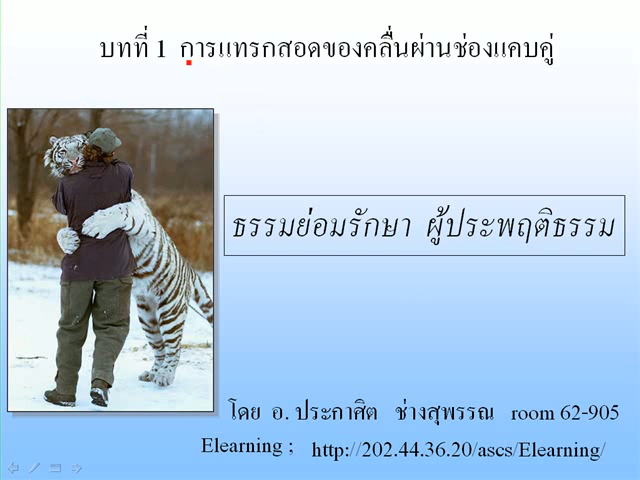 บทที่ 1 การแทรกสอดของคลื่นผ่านช่องแคบคู่
ธรรมย่อมรักษา ผู้ประพฤติธรรม
โดย อ. ประกาศิต ช่างสุพรรณ room 62-905
Elearning ; http://202.44.36.20/ascs/Elearning/